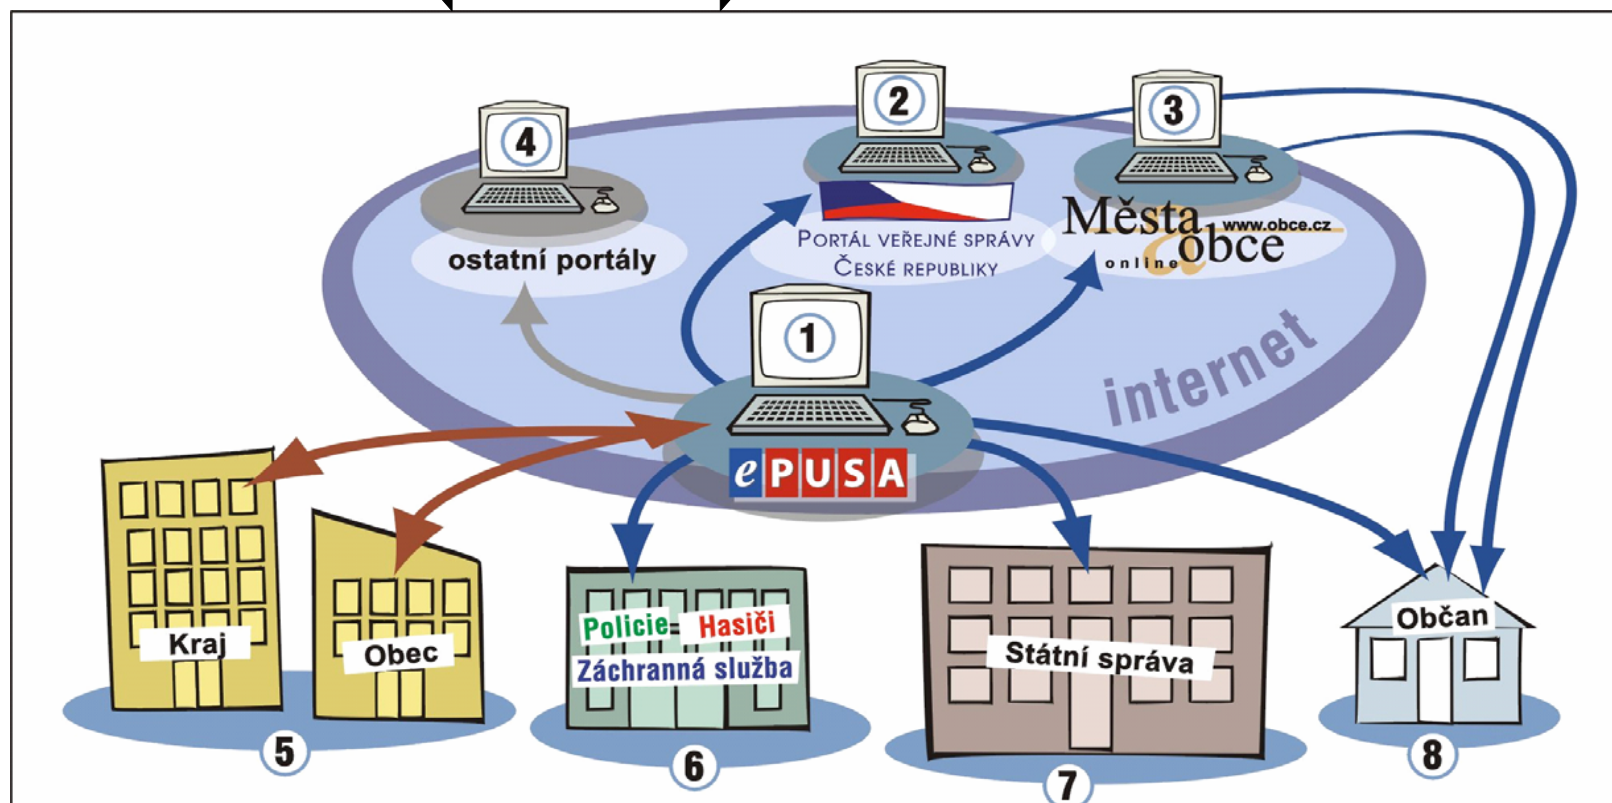 2
3
4
ostatní portály
PORTÁL VEŘEJNÉ SPRÁVY
ČESKÉ REPUBLIKY
Města
www.obce.cz
a obce
online
1
internet
ePUSA
Kraj
Obec
Policie Hasiči
Záchranná služba
Státní správa
Občan
5
6
7
8